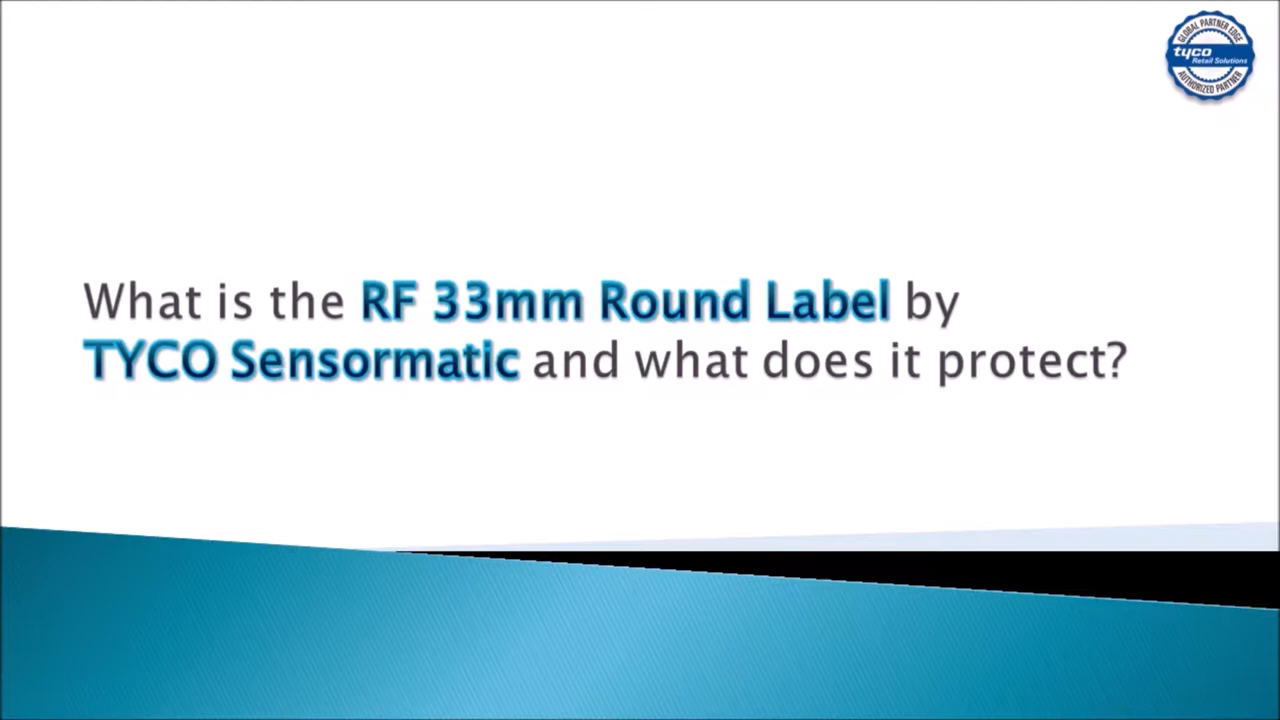 GLOBAL PARTNER EDGE
tyco
Retail Solutions
AUTHORIZED PARTNER
What is the RF 33mm Round Label by
TYCO Sensormatic and what does it protect?